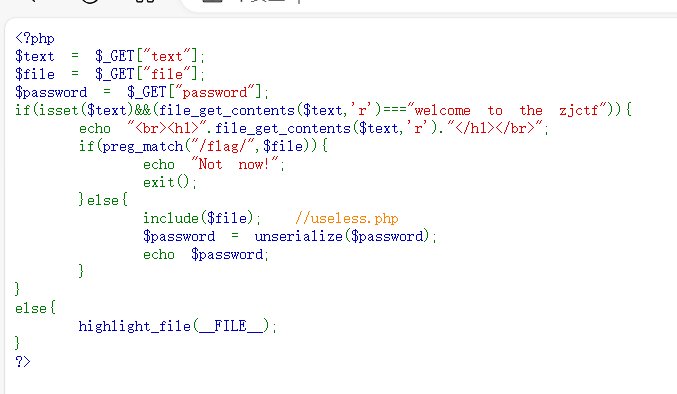 <?php
$text = $_GET["text"];
$file = $_GET["file"];
$password = $_GET["password"];
if(isset($text)&&(file_get_contents($text,'r')==="welcome to the zjctf")){
echo "<br><h1>".file_get_contents($text,'r')."</h1></br>";
if(preg_match("/flag/",$file)){
echo "Not now!";
exit();
}else{
include($file); //useless.php
$password = unserialize($password);
echo $password;
}
}
else{
highlight_file(__FILE__);
}
?>